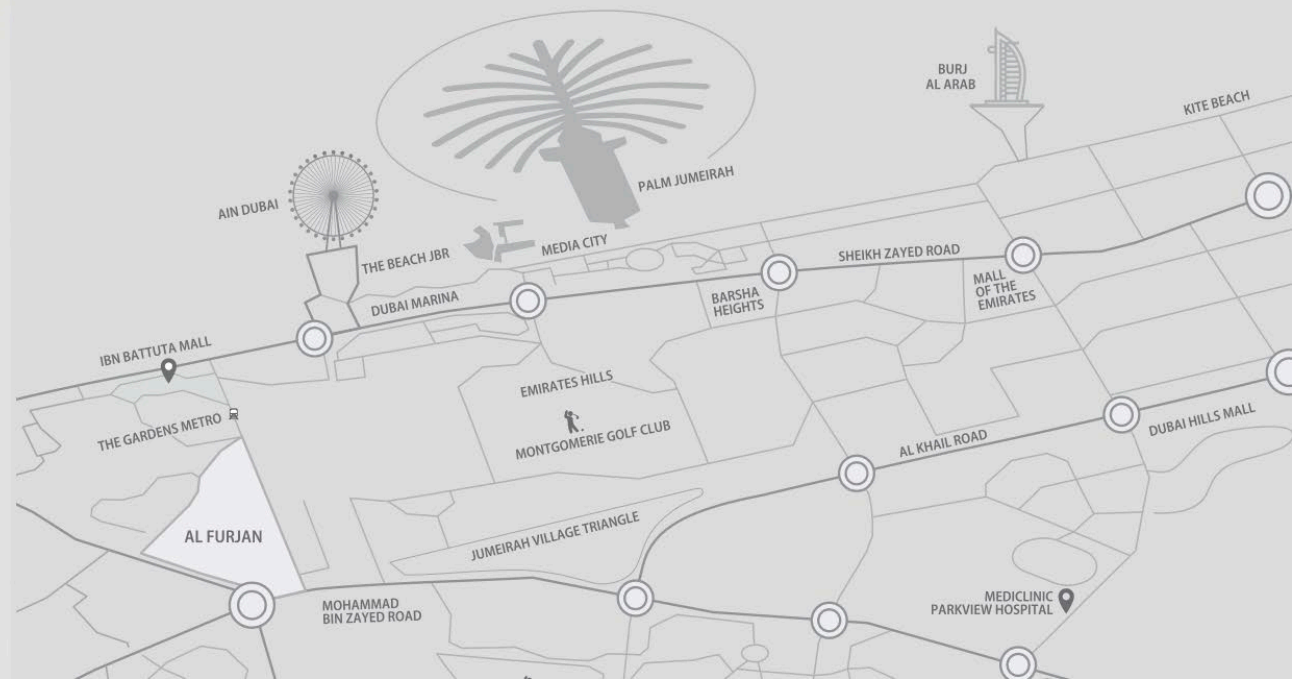 BURJ
AL ARAB
KITE BEACH
PALM JUMEIRAH
AIN DUBAI
THE BEACH JBR
MEDIA CITY
SHEIKH ZAYED ROAD
DUBAI MARINA
BARSHA
HEIGHTS
MALL
OF THE
EMIRATES
IBN BATTUTA MALL
EMIRATES HILLS
THE GARDENS METRO
MONTGOMERIE GOLF CLUB
AL KHAIL ROAD
DUBAI HILLS MALL
AL FURJAN
JUMEIRAH VILLAGE TRIANGLE
MOHAMMAD
BIN ZAYED ROAD
MEDICLINIC
PARKVIEW HOSPITAL